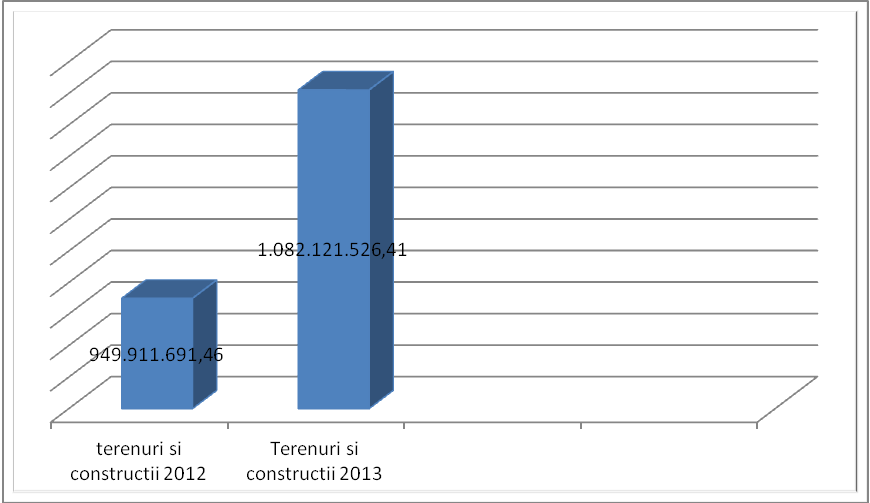 1.082.121.526,41
949.911.691,46
terenuri si
constructii 2012
Terenuri si
constructii 2013